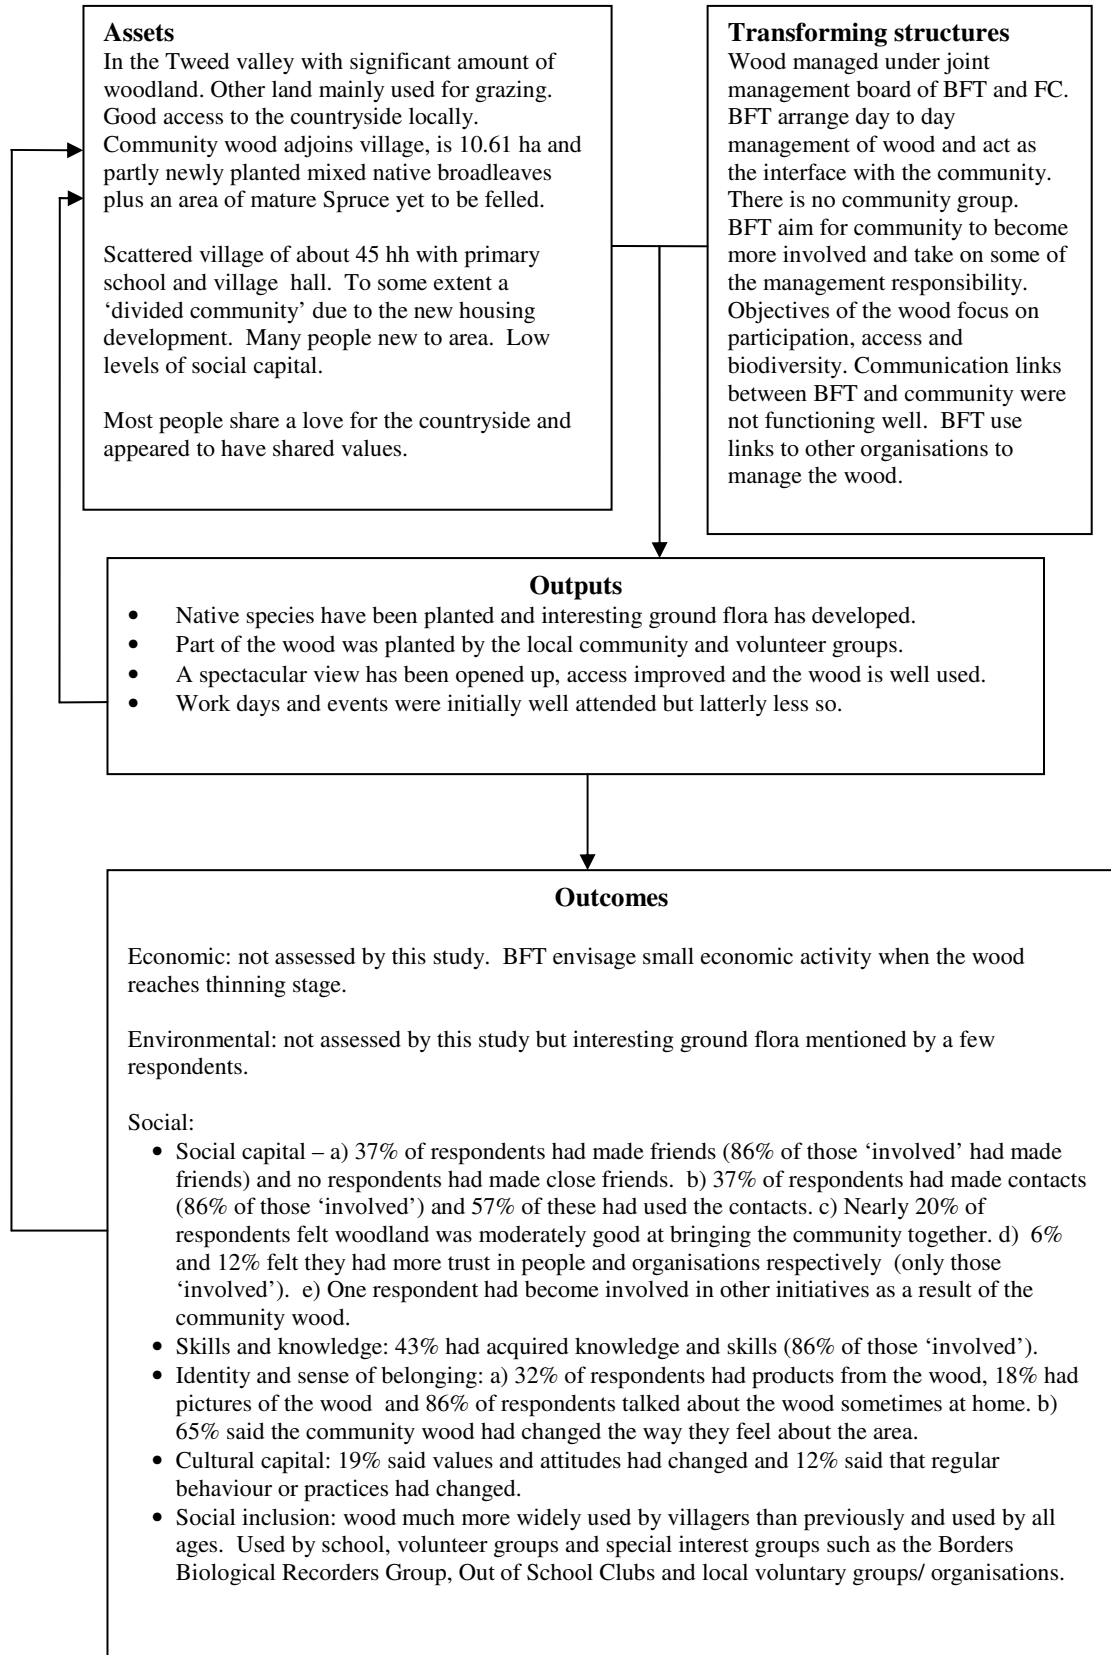 Assets
In the Tweed valley with significant amount of
woodland. Other land mainly used for grazing.
Good access to the countryside locally.
Community wood adjoins village, is 10.61 ha and
partly newly planted mixed native broadleaves
plus an area of mature Spruce yet to be felled.
Scattered village of about 45 hh with primary
school and village hall. To some extent a
‘divided community’ due to the new housing
development. Many people new to area. Low
levels of social capital.
Most people share a love for the countryside and
appeared to have shared values.
Transforming structures
Wood managed under joint
management board of BFT and FC.
BFT arrange day to day
management of wood and act as
the interface with the community.
There is no community group.
BFT aim for community to become
more involved and take on some of
the management responsibility.
Objectives of the wood focus on
participation, access and
biodiversity. Communication links
between BFT and community were
not functioning well. BFT use
links to other organisations to
manage the wood.
Outputs
• Native species have been planted and interesting ground flora has developed.
• Part of the wood was planted by the local community and volunteer groups.
• A spectacular view has been opened up, access improved and the wood is well used.
• Work days and events were initially well attended but latterly less so.
Outcomes
Economic: not assessed by this study. BFT envisage small economic activity when the wood
reaches thinning stage.
Environmental: not assessed by this study but interesting ground flora mentioned by a few
respondents.
Social:
• Social capital – a) 37% of respondents had made friends (86% of those ‘involved’ had made
friends) and no respondents had made close friends. b) 37% of respondents had made contacts
(86% of those ‘involved’) and 57% of these had used the contacts. c) Nearly 20% of
respondents felt woodland was moderately good at bringing the community together. d) 6%
and 12% felt they had more trust in people and organisations respectively (only those
‘involved’). e) One respondent had become involved in other initiatives as a result of the
community wood.
• Skills and knowledge: 43% had acquired knowledge and skills (86% of those ‘involved’).
• Identity and sense of belonging: a) 32% of respondents had products from the wood, 18% had
pictures of the wood and 86% of respondents talked about the wood sometimes at home. b)
65% said the community wood had changed the way they feel about the area.
• Cultural capital: 19% said values and attitudes had changed and 12% said that regular
behaviour or practices had changed.
• Social inclusion: wood much more widely used by villagers than previously and used by all
ages. Used by school, volunteer groups and special interest groups such as the Borders
Biological Recorders Group, Out of School Clubs and local voluntary groups/ organisations.